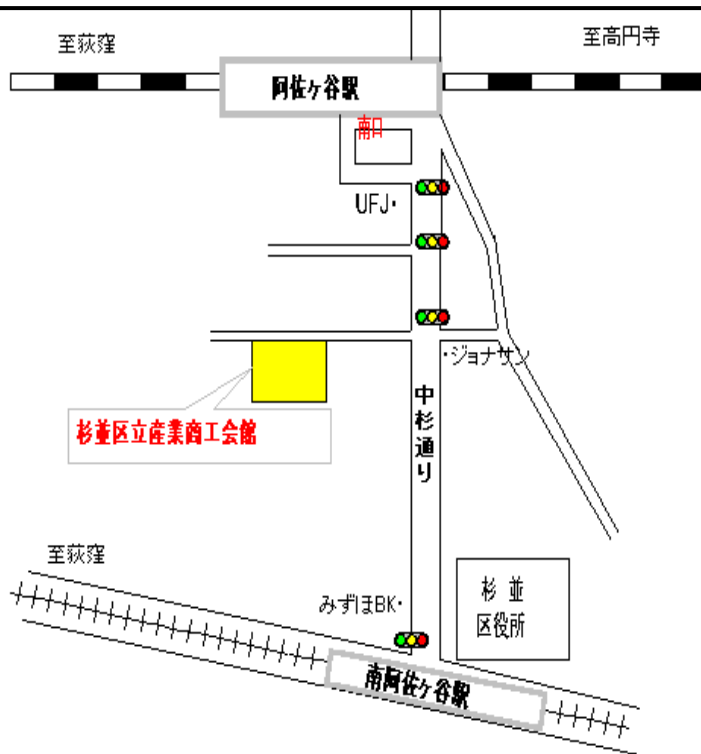 至荻窪
至高円寺
阿佐ヶ谷駅
南口
UFJ・
・ジョナサン
中杉通り
杉並区立産業商工会館
至荻窪
みずほBK・
杉並
区役所
南阿佐ヶ谷駅